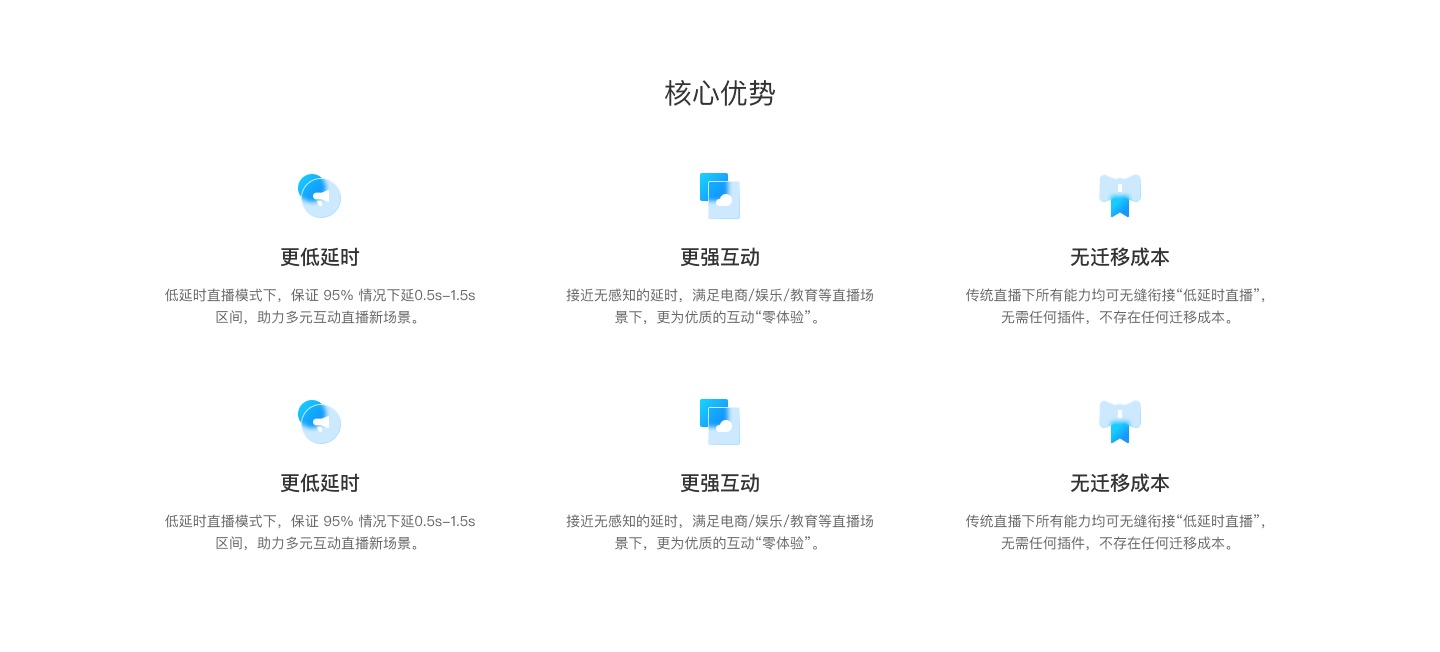 核心优势
更低延时
低延时直播模式下，保证 95% 情况下延0.5s-1.5s
区间，助力多元互动直播新场景。
更强互动
接近无感知的延时，满足电商/娱乐/教育等直播场
景下，更为优质的互动“零体验”。
无迁移成本
传统直播下所有能力均可无缝衔接“低延时直播”，
无需任何插件，不存在任何迁移成本。
更低延时
低延时直播模式下，保证 95% 情况下延0.5s-1.5s
区间，助力多元互动直播新场景。
更强互动
接近无感知的延时，满足电商/娱乐/教育等直播场
景下，更为优质的互动“零体验”。
无迁移成本
传统直播下所有能力均可无缝衔接“低延时直播”，
无需任何插件，不存在任何迁移成本。